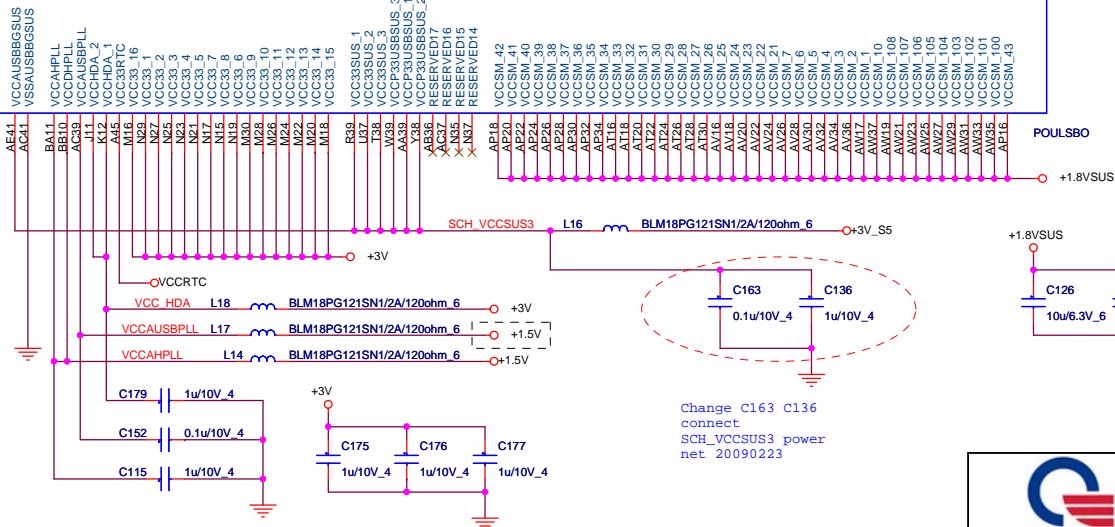 VCCAUSBBGSUS
VSSAUSBBGSUS
VCCAHPLL
VCCDHPLL
VCCAUSBPLL
VCCHDA_2
VCCHDA_1
VCC33RTC
VCC33_16
VCC33_1
VCC33_2
VCC33_3
VCC33_4
VCC33_5
VCC33_7
VCC33_8
VCC33_6
VCC33_9
VCC33_10
VCC33_11
VCC33_12
VCC33_13
VCC33_14
VCC33_15
VCC33SUS_1
VCC33SUS_2
VCC33SUS_3
VCCP33USBSUS_3
VCCP33USBSUS_1
VCCP33USBSUS_2
RESERVED17
RESERVED16
RESERVED15
RESERVED14
VCCSM_42
VCCSM_41
VCCSM_40
VCCSM_39
VCCSM_38
VCCSM_37
VCCSM_36
VCCSM_35
VCCSM_34
VCCSM_33
VCCSM_32
VCCSM_31
VCCSM_30
VCCSM_29
VCCSM_28
VCCSM_27
VCCSM_26
VCCSM_25
VCCSM_24
VCCSM_23
VCCSM_22
VCCSM_21
VCCSM_7
VCCSM_6
VCCSM_5
VCCSM_4
VCCSM_3
VCCSM_2
VCCSM_1
VCCSM_10
VCCSM_108
VCCSM_107
VCCSM_106
VCCSM_105
VCCSM_104
VCCSM_103
VCCSM_102
VCCSM_101
VCCSM_100
VCCSM_43
AE41
AC41
BA11
BB10
AC39
J11
K12
A45
M16
N29
N27
N25
N23
N21
N17
N15
N19
M30
M28
M26
M24
M22
M20
M18
R39
U37
T38
W39
AA39
Y38
AB36
AC37
N35
N37
AP18
AP20
AP22
AP24
AP26
AP28
AP30
AP32
AP34
AT16
AT18
AT20
AT22
AT24
AT26
AT28
AT30
AV16
AV18
AV20
AV22
AV24
AV26
AV28
AV30
AV32
AV34
AV36
AW17
AW37
AW19
AW21
AW23
AW25
AW27
AW29
AW31
AW33
AW35
AP16
POULSBO
+1.8VSUS
SCH_VCCSUS3 L16 BLM18PG121SN1/2A/120ohm_6 +3V_S5
+3V
VCCRTC
VCC_HDA L18 BLM18PG121SN1/2A/120ohm_6 +3V
VCCAUSBPLL L17 BLM18PG121SN1/2A/120ohm_6 +1.5V
VCCAHPLL L14 BLM18PG121SN1/2A/120ohm_6 +1.5V
C163
0.1u/10V_4
C136
1u/10V_4
+1.8VSUS
C126
10u/6.3V_6
C179 1u/10V_4
C152 0.1u/10V_4
C115 1u/10V_4
+3V
C175
1u/10V_4
C176
1u/10V_4
C177
1u/10V_4
Change C163 C136
connect
SCH_VCCSUS3 power
net 20090223